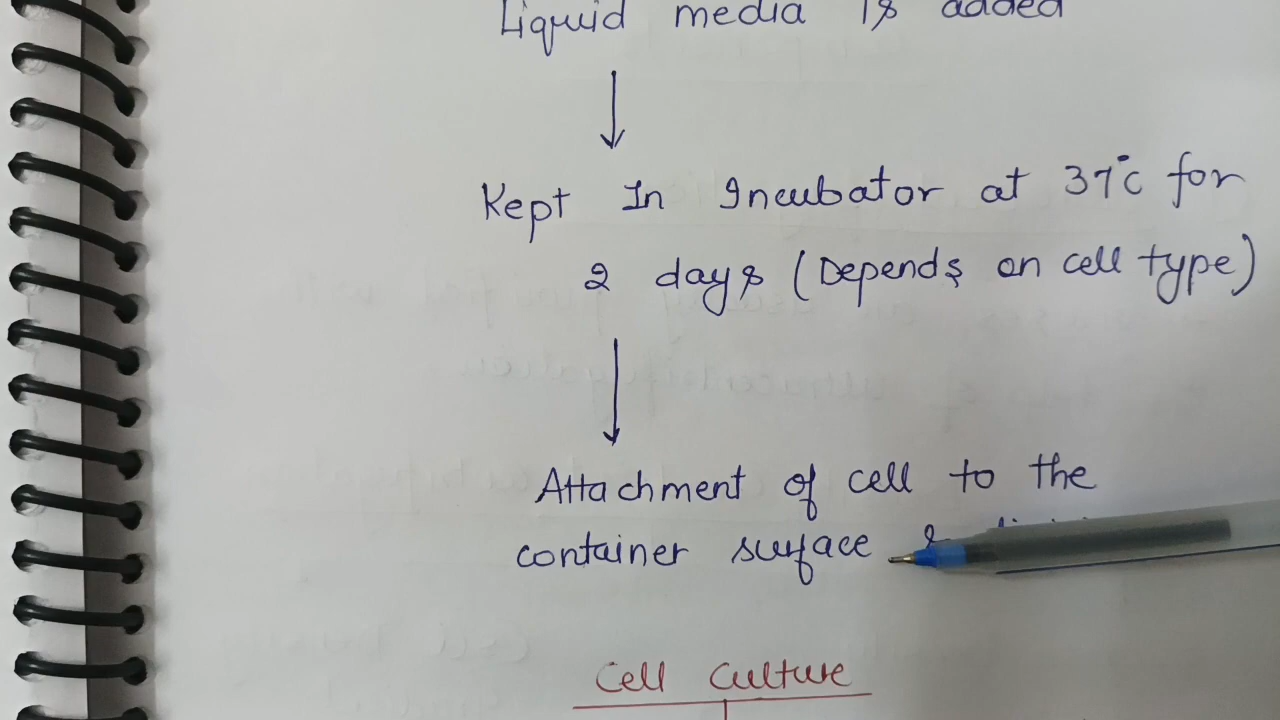 Liquid media is added
Kept In Incubator at 37°c for
2 days (Depends on cell type)
Attachment of cell to the
container surface &
Cell Culture